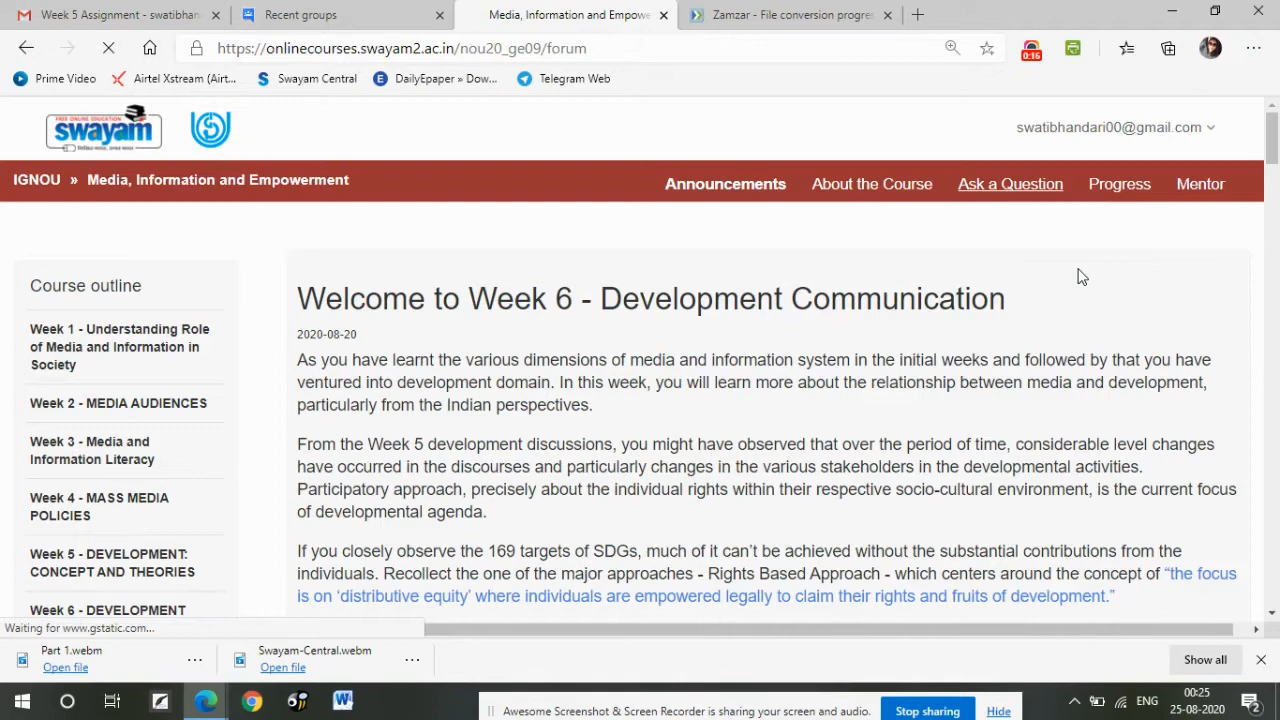 Week 5 Assignment - swatibhan
Recent groups
Media, Information and Empowe
Zamzar - File conversion progres
https://onlinecourses.swayam2.ac.in/nou20_ge09/forum
0:15
Prime Video
Airtel Xstream (Airt...
Swayam Central
DailyEpaper » Dow...
Telegram Web
FREE ONLINE EDUCATION
swayam
swatibhandari00@gmail.com
IGNOU » Media, Information and Empowerment
Announcements
About the Course
Ask a Question
Progress
Mentor
Course outline
Week 1 - Understanding Role
of Media and Information in
Society
Week 2 - MEDIA AUDIENCES
Week 3 - Media and
Information Literacy
Week 4 - MASS MEDIA
POLICIES
Week 5 - DEVELOPMENT:
CONCEPT AND THEORIES
Week 6 - DEVELOPMENT
Welcome to Week 6 - Development Communication
2020-08-20
As you have learnt the various dimensions of media and information system in the initial weeks and followed by that you have
ventured into development domain. In this week, you will learn more about the relationship between media and development,
particularly from the Indian perspectives.
From the Week 5 development discussions, you might have observed that over the period of time, considerable level changes
have occurred in the discourses and particularly changes in the various stakeholders in the developmental activities.
Participatory approach, precisely about the individual rights within their respective socio-cultural environment, is the current focus
of developmental agenda.
If you closely observe the 169 targets of SDGs, much of it can’t be achieved without the substantial contributions from the
individuals. Recollect the one of the major approaches - Rights Based Approach - which centers around the concept of “the focus
is on ‘distributive equity’ where individuals are empowered legally to claim their rights and fruits of development.”
Waiting for www.gstatic.com...
Part 1.webm
Open file
Swayam-Central.webm
Open file
Show all
Awesome Screenshot & Screen Recorder is sharing your screen and audio.
Stop sharing
Hide
ENG
00:25
25-08-2020
2